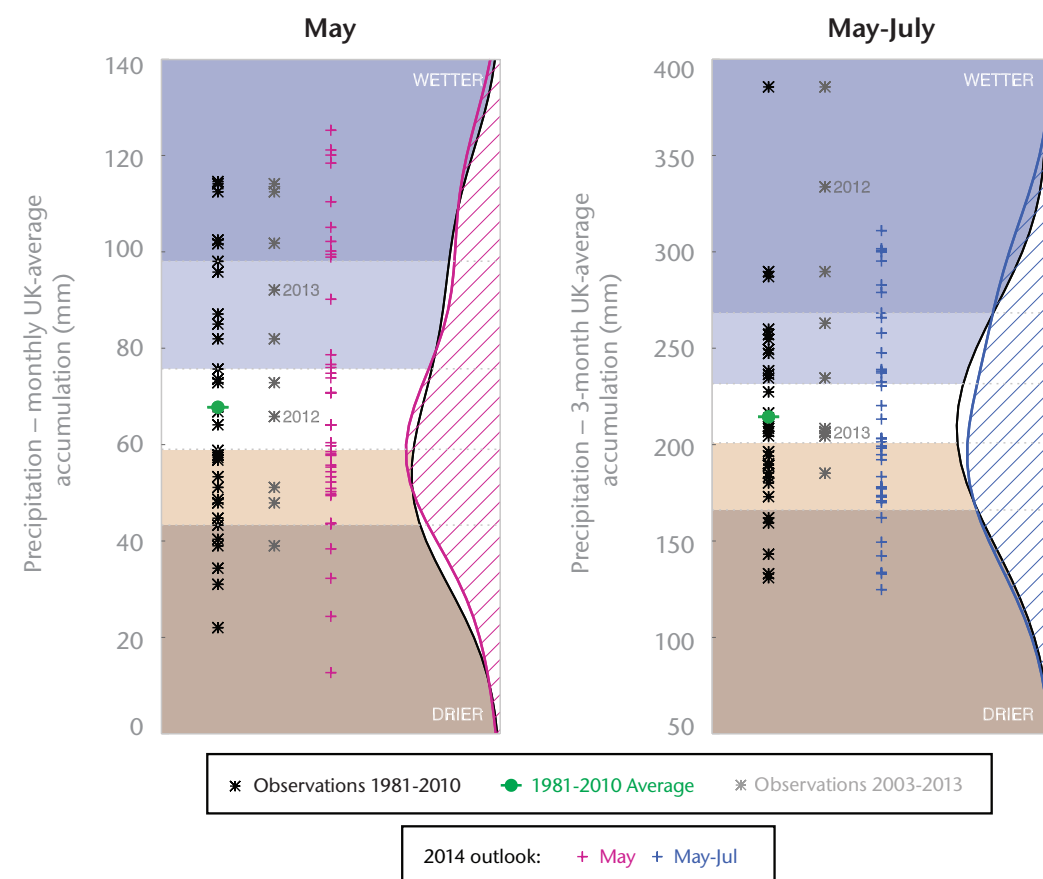 May
May-July
Precipitation – monthly UK-average
accumulation (mm)
140
120
100
80
60
40
20
0
WETTER
2013
2012
DRIER
Precipitation – 3-month UK-average
accumulation (mm)
400
350
300
250
200
150
100
50
WETTER
2012
2013
DRIER
Observations 1981-2010 1981-2010 Average Observations 2003-2013
2014 outlook: + May + May-Jul